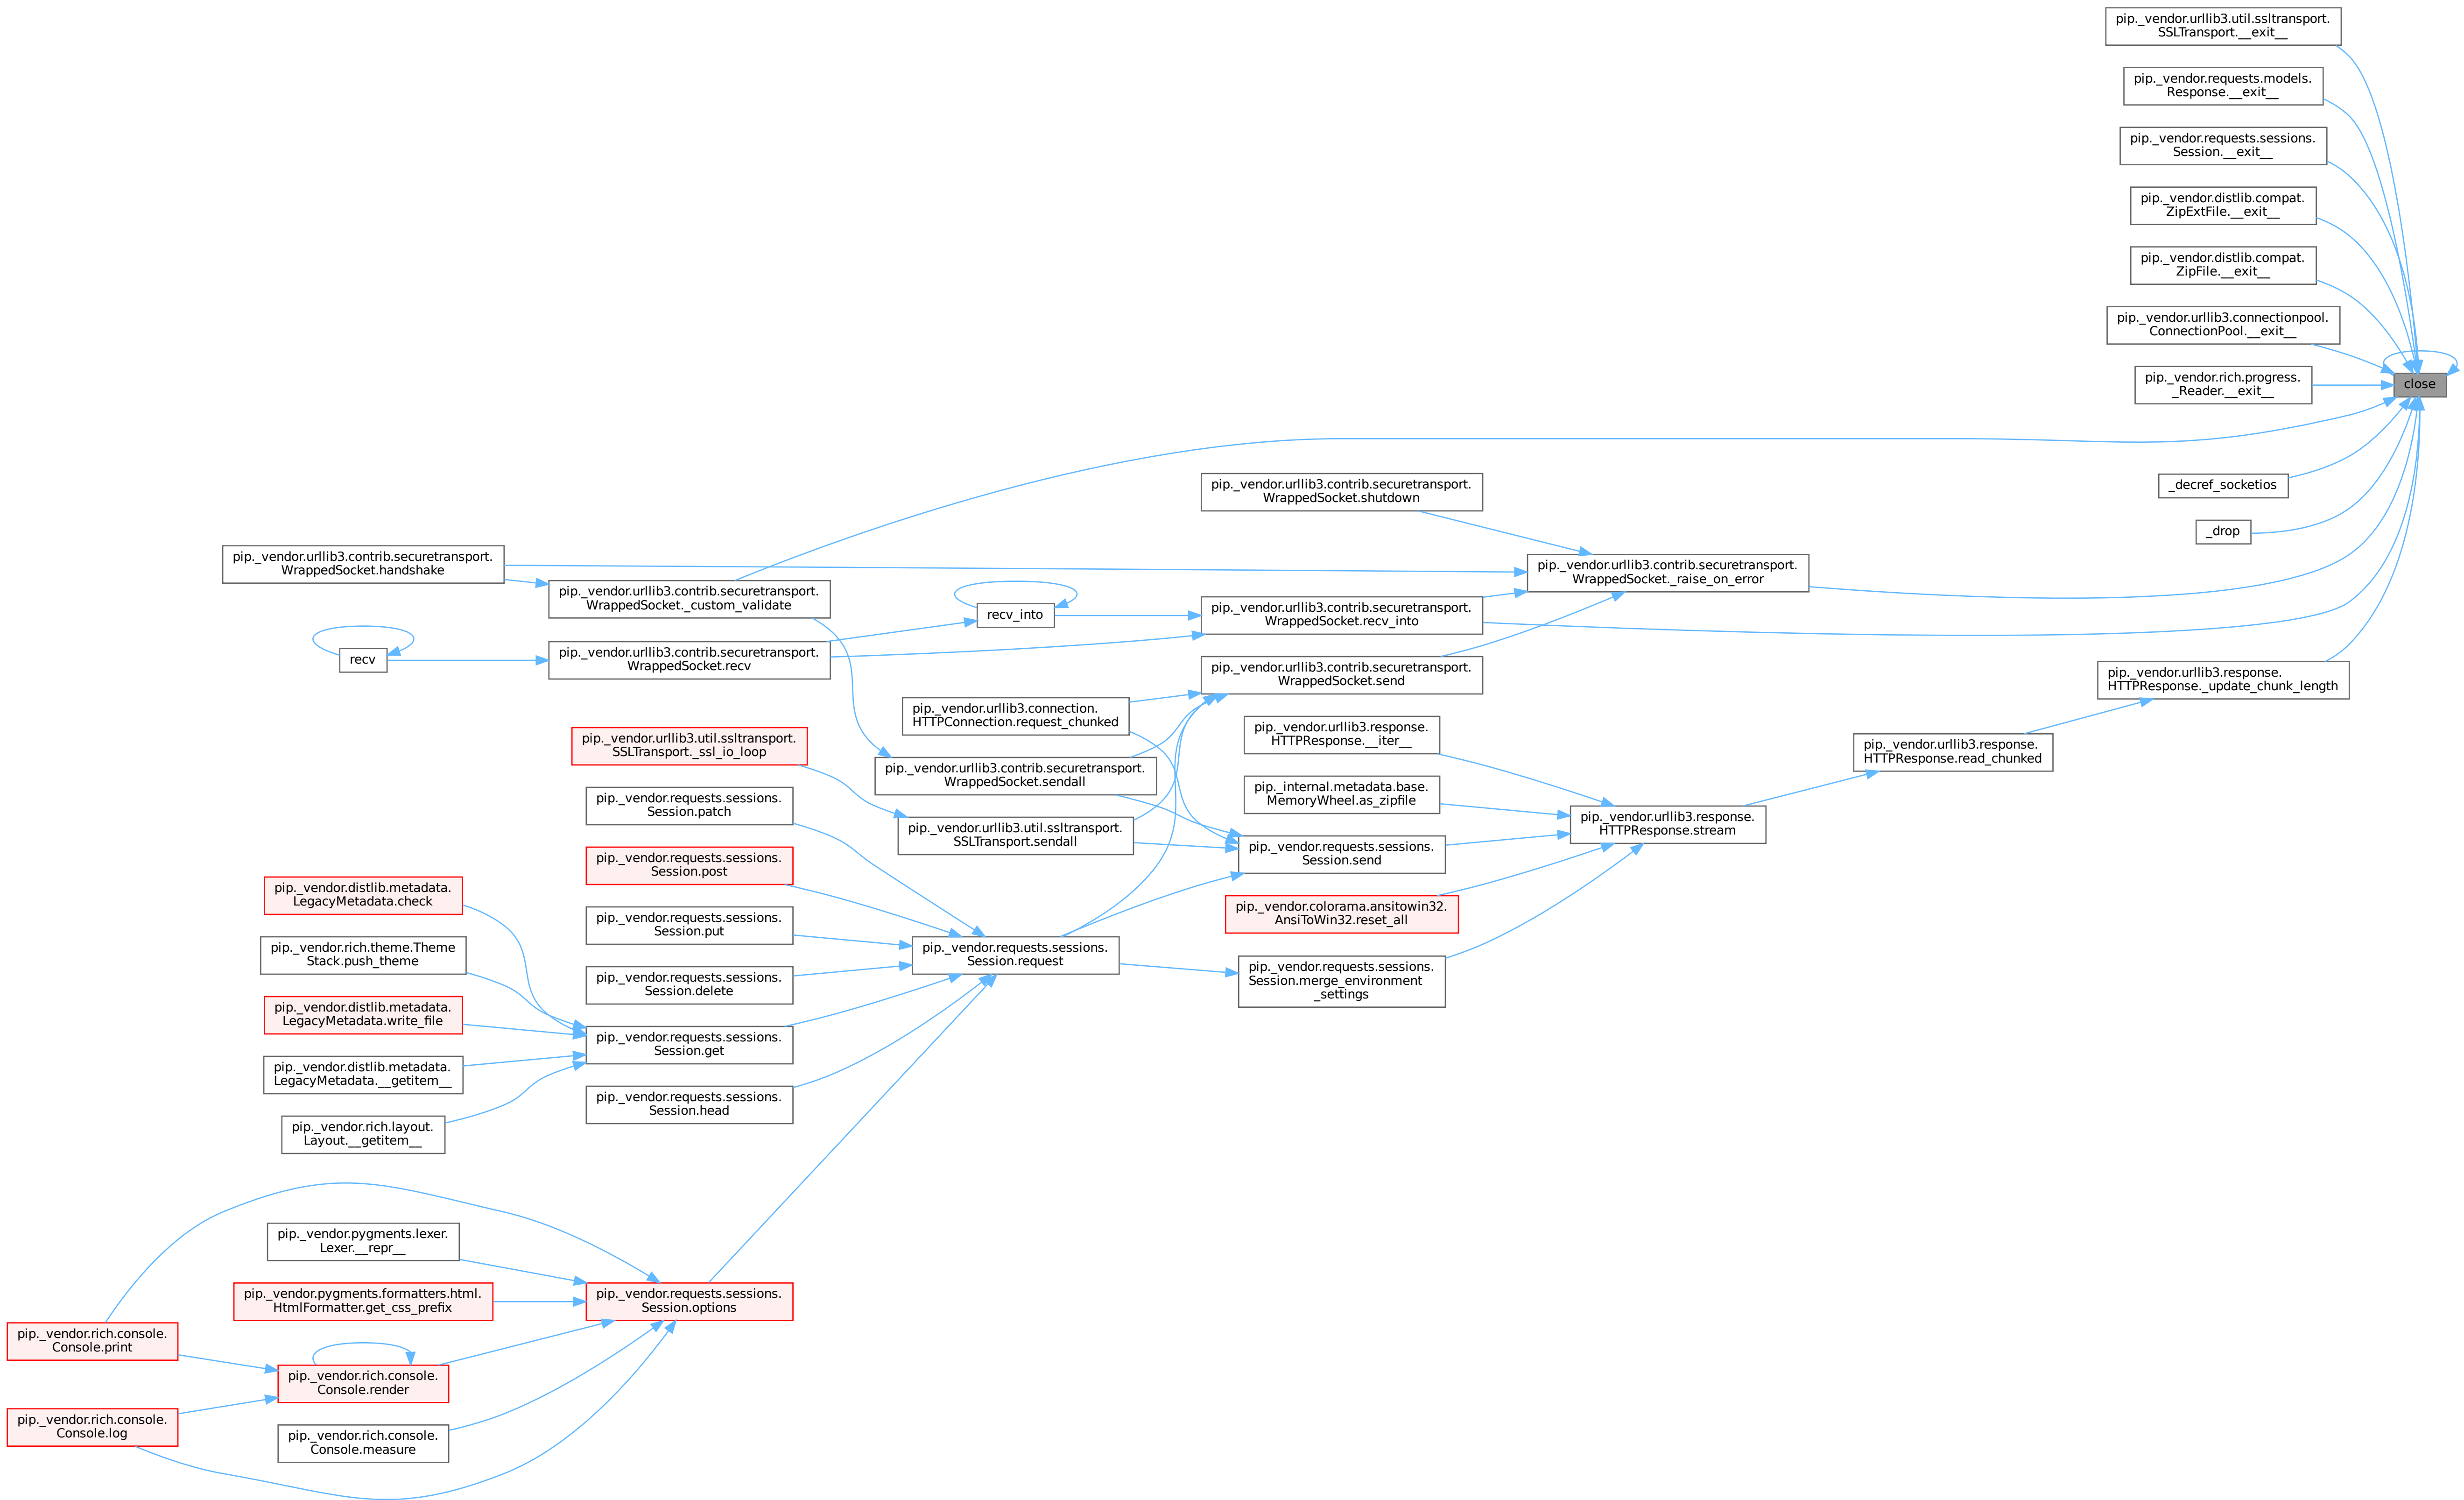 pip._vendor.urllib3.util.ssltransport.
SSLTransport.__exit__
pip._vendor.requests.models.
Response.__exit__
pip._vendor.requests.sessions.
Session.__exit__
pip._vendor.distlib.compat.
ZipExtFile.__exit__
pip._vendor.distlib.compat.
ZipFile.__exit__
pip._vendor.urllib3.connectionpool.
ConnectionPool.__exit__
pip._vendor.rich.progress.
_Reader.__exit__
close
_decref_socketios
_drop
pip._vendor.urllib3.contrib.securetransport.
WrappedSocket.shutdown
pip._vendor.urllib3.contrib.securetransport.
WrappedSocket.handshake
pip._vendor.urllib3.contrib.securetransport.
WrappedSocket._raise_on_error
pip._vendor.urllib3.contrib.securetransport.
WrappedSocket._custom_validate
recv_into
pip._vendor.urllib3.contrib.securetransport.
WrappedSocket.recv_into
recv
pip._vendor.urllib3.contrib.securetransport.
WrappedSocket.recv
pip._vendor.urllib3.contrib.securetransport.
WrappedSocket.send
pip._vendor.urllib3.response.
HTTPResponse._update_chunk_length
pip._vendor.urllib3.connection.
HTTPConnection.request_chunked
pip._vendor.urllib3.response.
HTTPResponse.__iter__
pip._vendor.urllib3.util.ssltransport.
SSLTransport._ssl_io_loop
pip._vendor.urllib3.response.
HTTPResponse.read_chunked
pip._vendor.urllib3.contrib.securetransport.
WrappedSocket.sendall
pip._internal.metadata.base.
MemoryWheel.as_zipfile
pip._vendor.requests.sessions.
Session.patch
pip._vendor.urllib3.response.
HTTPResponse.stream
pip._vendor.urllib3.util.ssltransport.
SSLTransport.sendall
pip._vendor.requests.sessions.
Session.send
pip._vendor.requests.sessions.
Session.post
pip._vendor.distlib.metadata.
LegacyMetadata.check
pip._vendor.colorama.ansitowin32.
AnsiToWin32.reset_all
pip._vendor.requests.sessions.
Session.put
pip._vendor.rich.theme.Theme
Stack.push_theme
pip._vendor.requests.sessions.
Session.request
pip._vendor.requests.sessions.
Session.merge_environment
_settings
pip._vendor.requests.sessions.
Session.delete
pip._vendor.distlib.metadata.
LegacyMetadata.write_file
pip._vendor.requests.sessions.
Session.get
pip._vendor.distlib.metadata.
LegacyMetadata.__getitem__
pip._vendor.requests.sessions.
Session.head
pip._vendor.rich.layout.
Layout.__getitem__
pip._vendor.pygments.lexer.
Lexer.__repr__
pip._vendor.pygments.formatters.html.
HtmlFormatter.get_css_prefix
pip._vendor.requests.sessions.
Session.options
pip._vendor.rich.console.
Console.print
pip._vendor.rich.console.
Console.render
pip._vendor.rich.console.
Console.log
pip._vendor.rich.console.
Console.measure